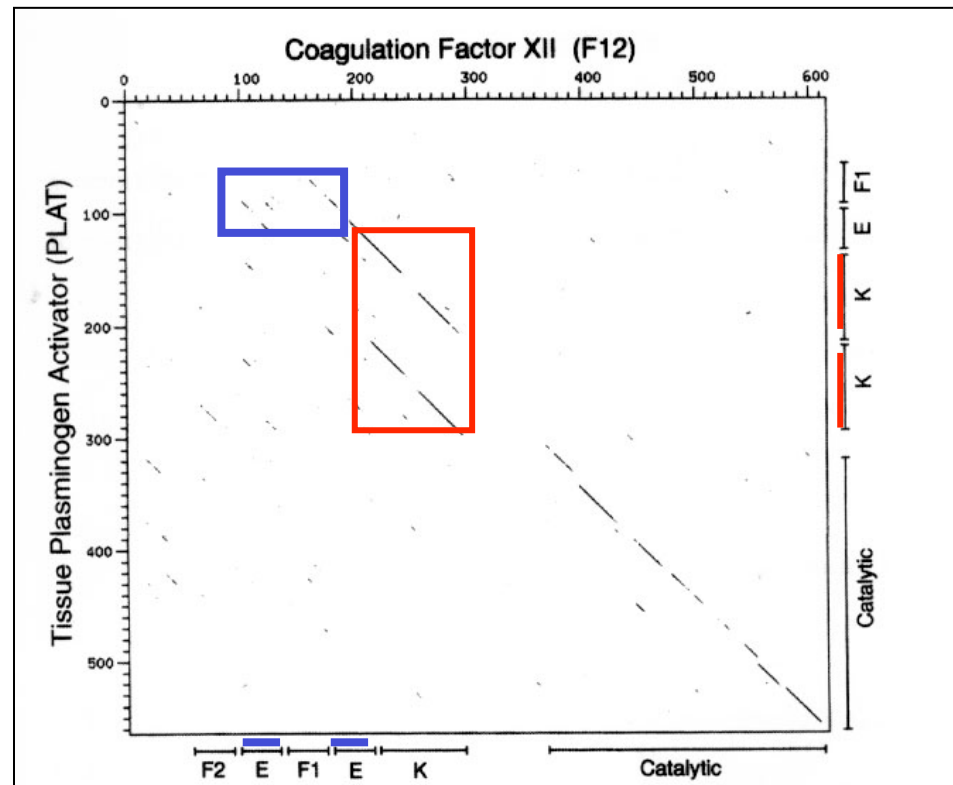 Coagulation Factor XII (F12)
0 100 200 300 400 500 600
Tissue Plasminogen Activator (PLAT)
0
100
200
300
400
500
F1
E
K
K
Catalytic
F2 E F1 E K Catalytic